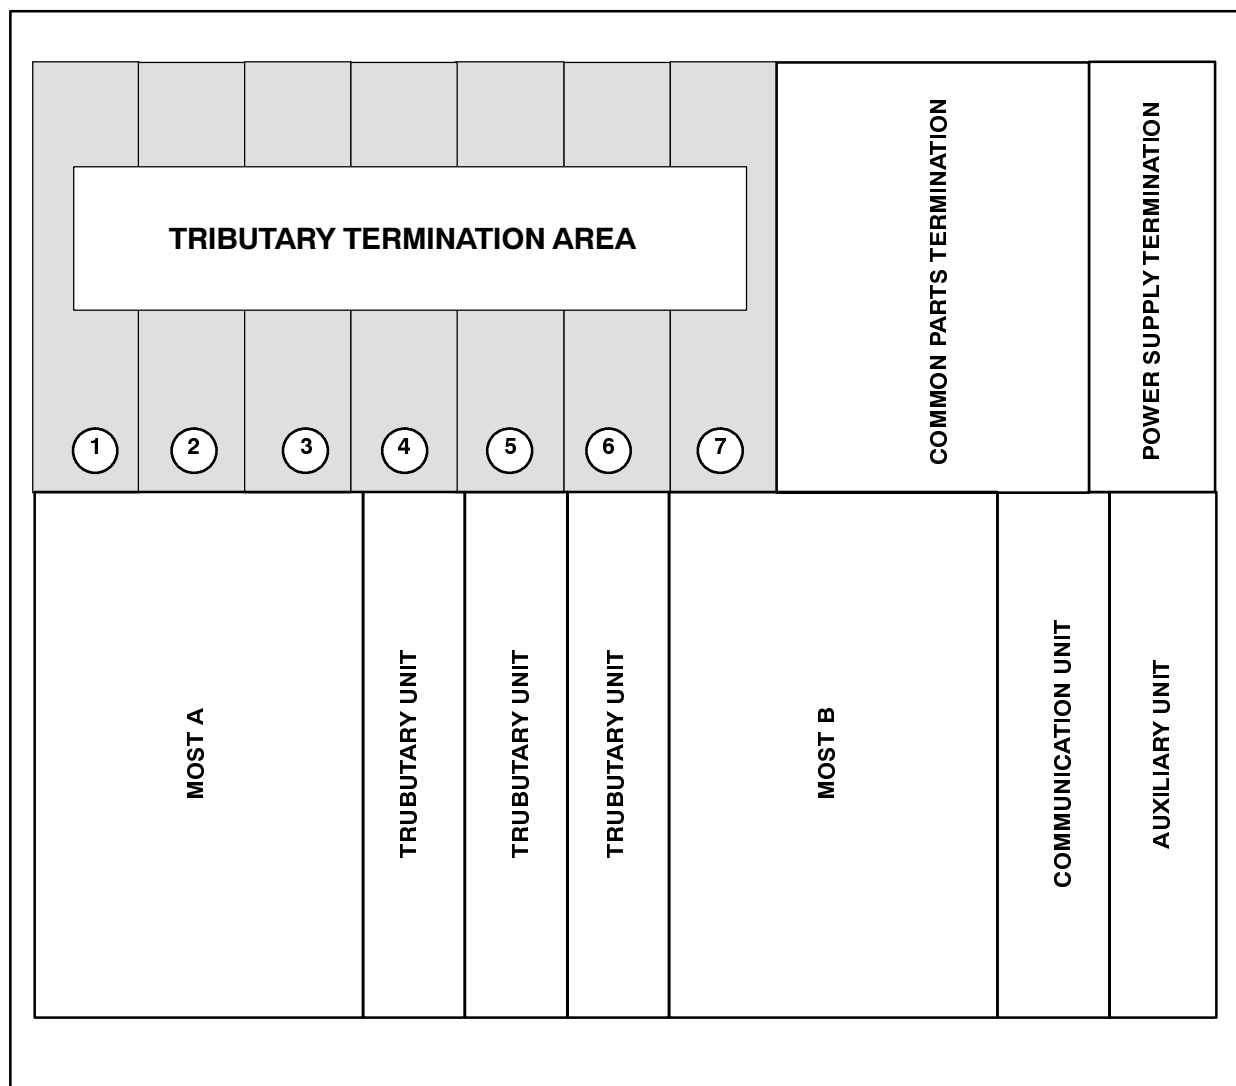 TRIBUTARY TERMINATION AREA
COMMON PARTS TERMINATION
POWER SUPPLY TERMINATION
1
2
3
4
5
6
7
MOST A
TRUBUTARY UNIT
TRUBUTARY UNIT
TRUBUTARY UNIT
MOST B
COMMUNICATION UNIT
AUXILIARY UNIT